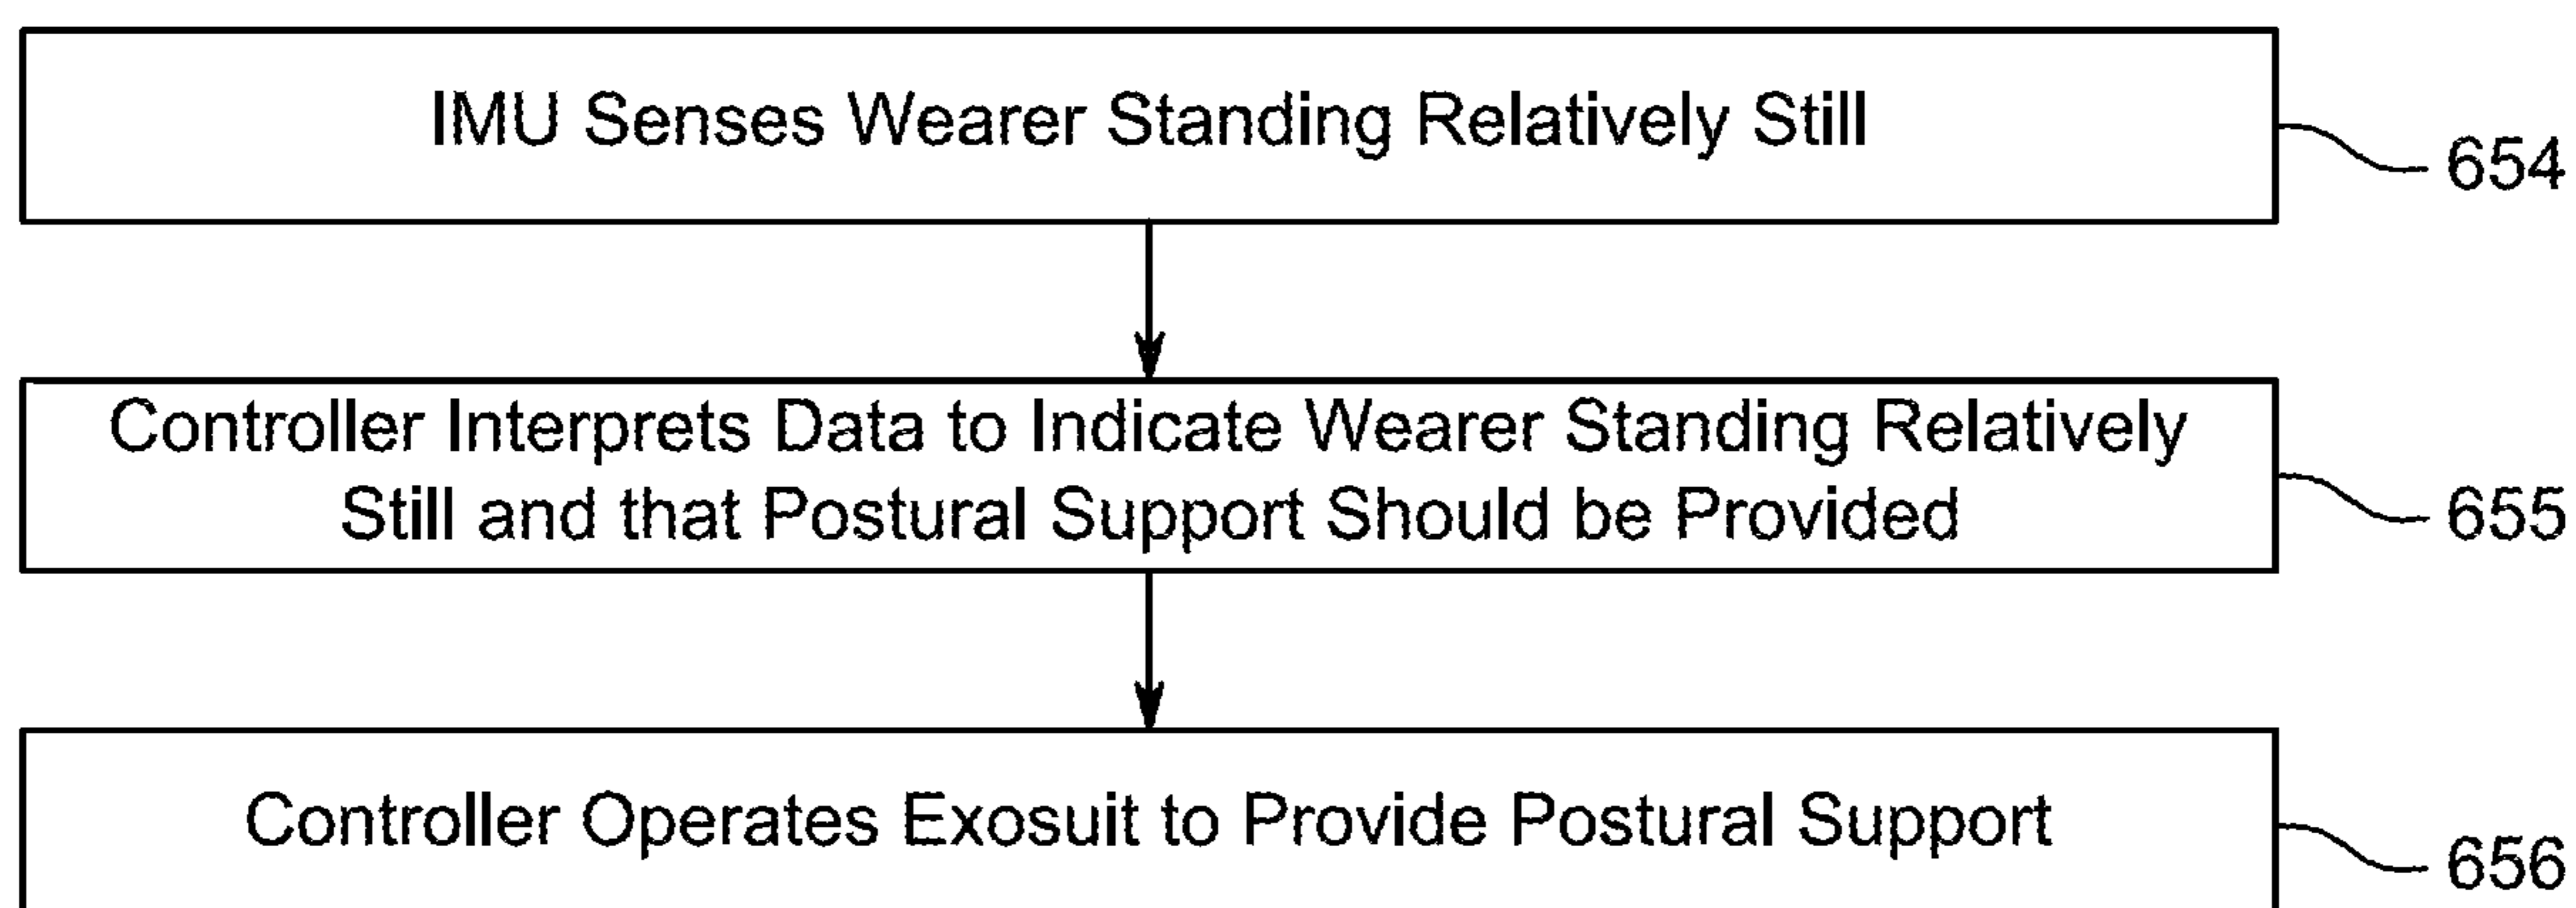 IMU Senses Wearer Standing Relatively Still
654
Controller Interprets Data to Indicate Wearer Standing Relatively
Still and that Postural Support Should be Provided
655
Controller Operates Exosuit to Provide Postural Support
656